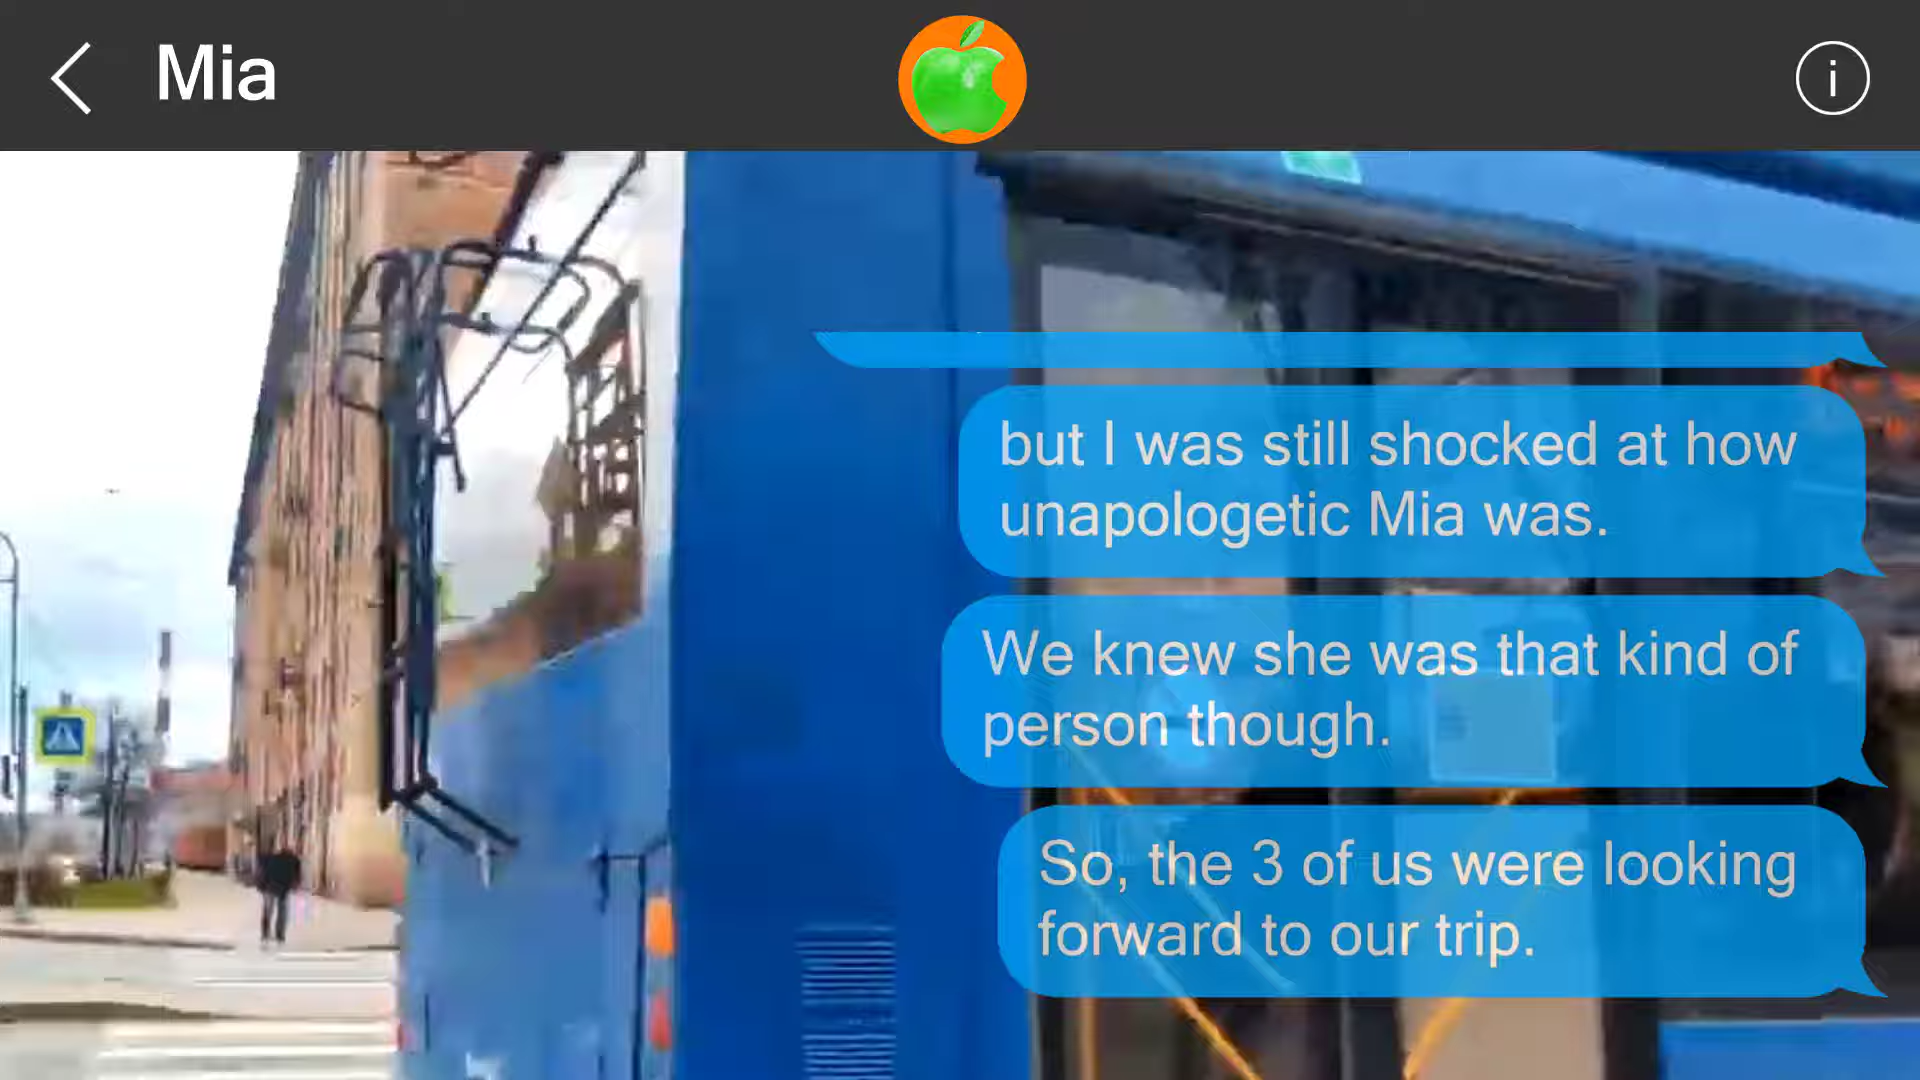 Mia
but I was still shocked at how
unapologetic Mia was.
We knew she was that kind of
person though.
So, the 3 of us were looking
forward to our trip.